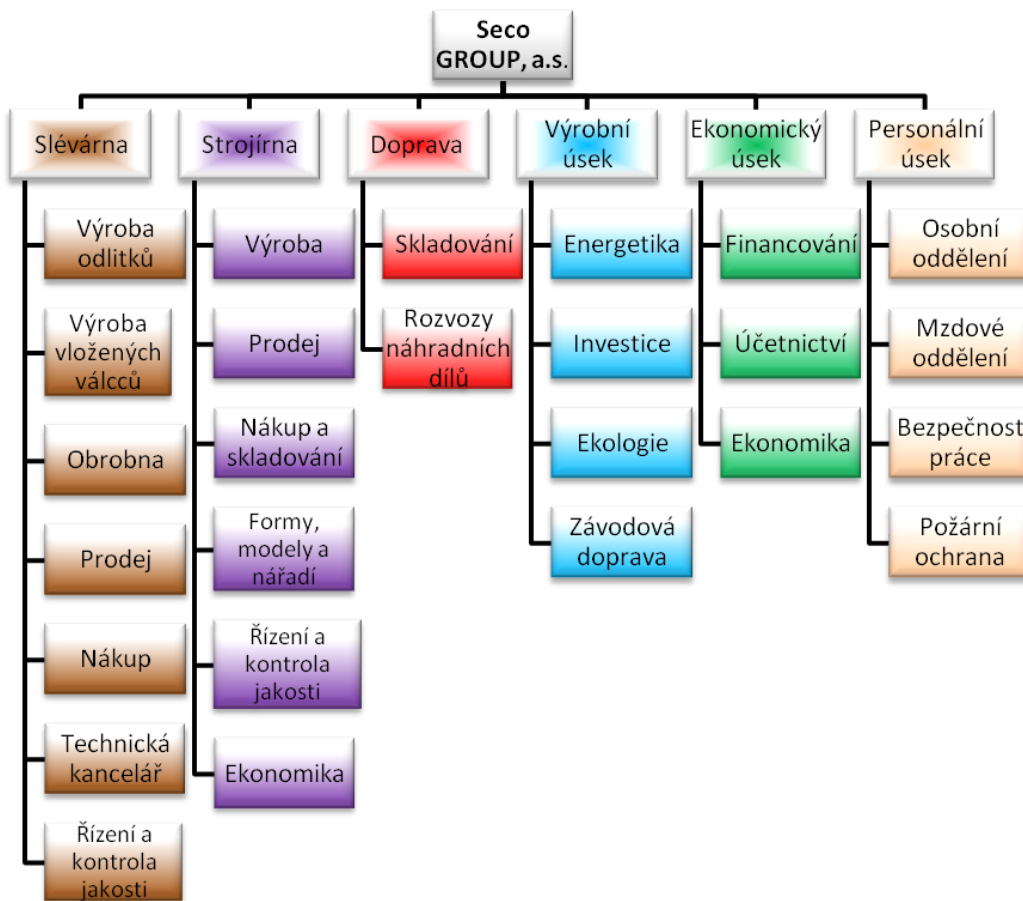 Seco
GROUP, a.s.
Slévárna
Strojírna
Doprava
Výrobní
úsek
Ekonomický
úsek
Personální
úsek
Výroba
odlitků
Výroba
vložených
válcců
Obrobna
Prodej
Nákup
Technická
kancelář
Řízení a
kontrola
jakosti
Výroba
Prodej
Nákup a
skladování
Formy,
modely a
nářadí
Řízení a
kontrola
jakosti
Ekonomika
Skladování
Rozvozy
náhradních
dílů
Energetika
Investice
Ekologie
Závodová
doprava
Financování
Účetnictví
Ekonomika
Osobní
oddělení
Mzdové
oddělení
Bezpečnost
práce
Požární
ochrana